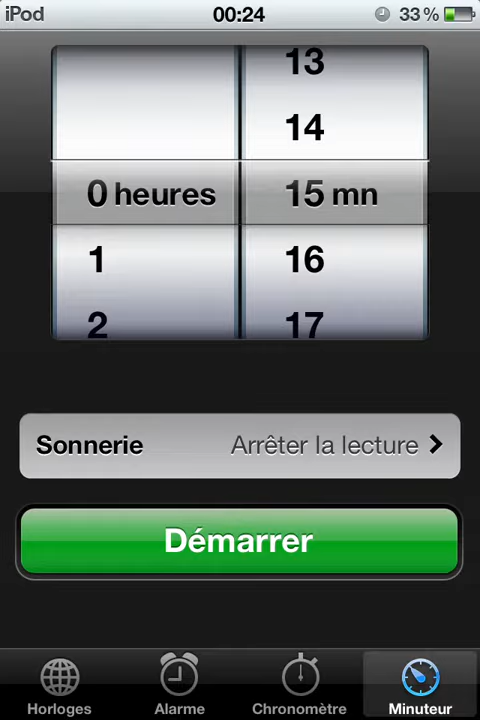 iPod 00:24 33 %
13
14
0 heures 15 mn
1 16
2 17
Sonnerie Arrêter la lecture
Démarrer
Horloges Alarme Chronomètre Minuteur